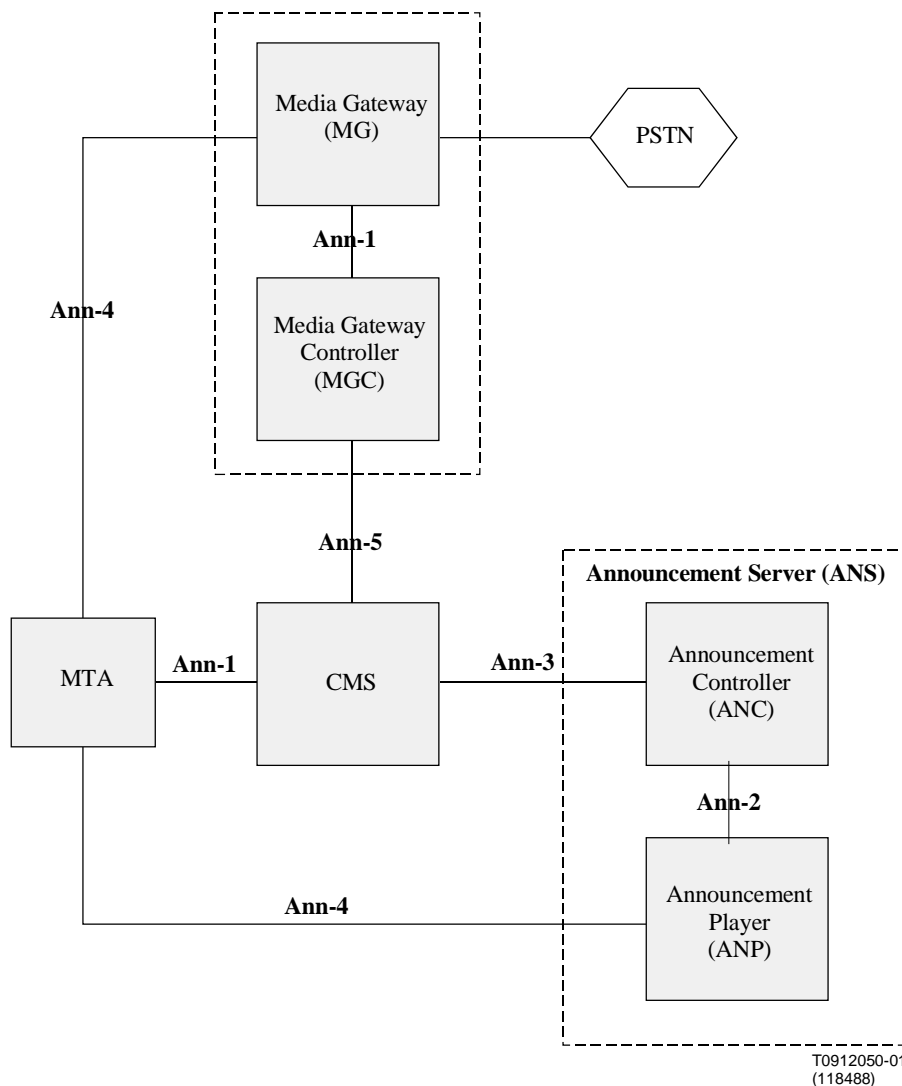 Media Gateway
(MG)
PSTN
Ann-1
Ann-4
Media Gateway
Controller
(MGC)
Ann-5
Announcement Server (ANS)
MTA
Ann-1
CMS
Ann-3
Announcement
Controller
(ANC)
Ann-2
Ann-4
Announcement
Player
(ANP)
T0912050-01
(118488)